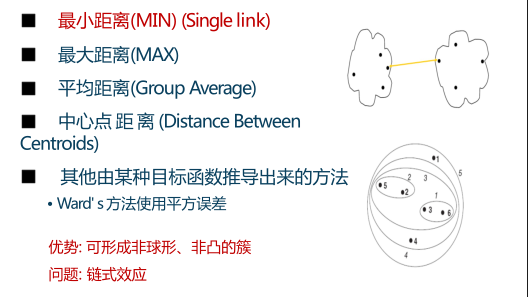 ■ 最小距离(MIN) (Single link)
■ 最大距离(MAX)
■ 平均距离(Group Average)
■ 中心点距离(Distance Between
Centroids)
■ 其他由某种目标函数推导出来的方法
• Ward's方法使用平方误差
优势: 可形成非球形、非凸的簇
问题: 链式效应
1
5
3
2
5
2
1
3
6
4
4